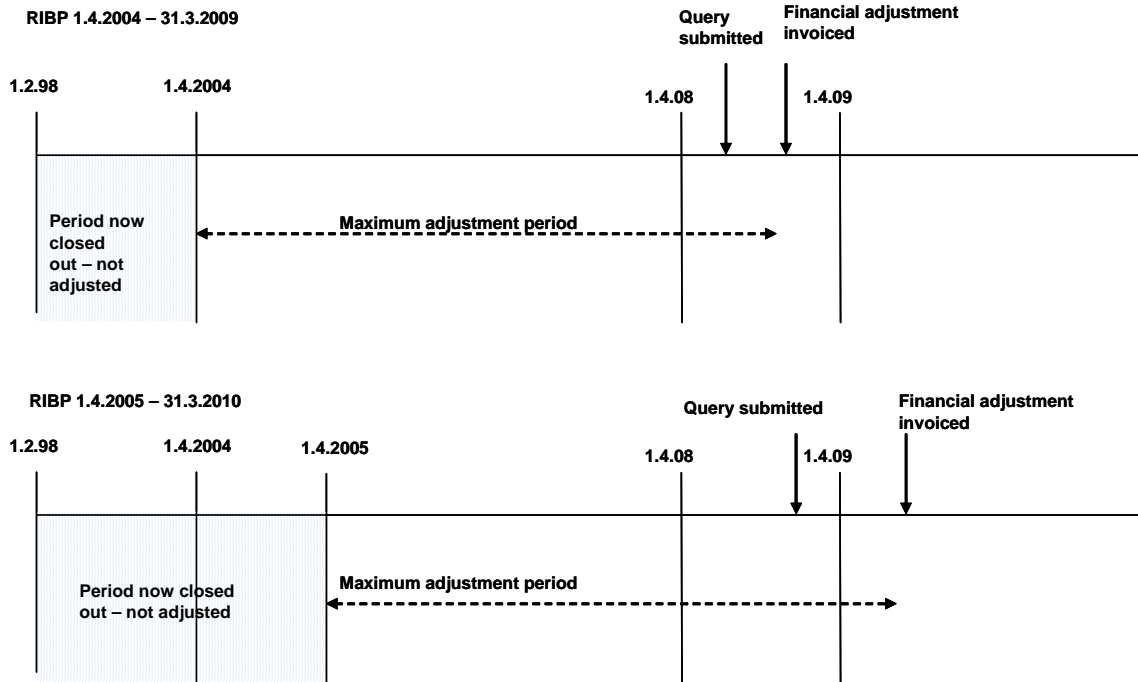 RIBP 1.4.2004 – 31.3.2009
Query
submitted
Financial adjustment
invoiced
1.2.98
1.4.2004
1.4.08
1.4.09
Period now
closed
out – not
adjusted
Maximum adjustment period
RIBP 1.4.2005 – 31.3.2010
Query submitted
Financial adjustment
invoiced
1.2.98
1.4.2004
1.4.2005
1.4.08
1.4.09
Period now closed
out – not adjusted
Maximum adjustment period